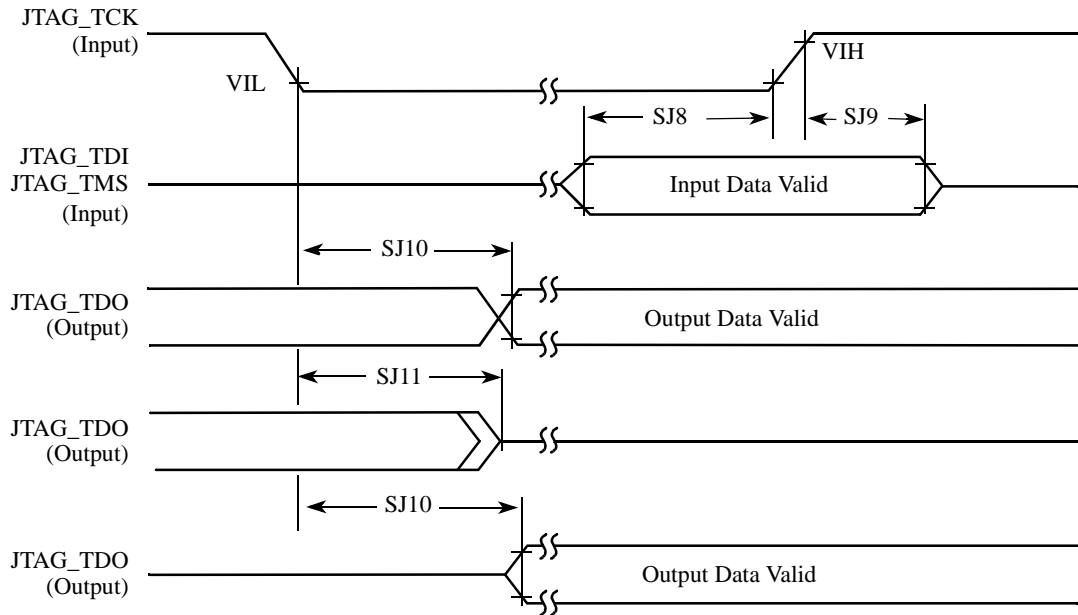 JTAG_TCK
(Input)
VIL
VIH
SJ8
SJ9
JTAG_TDI
JTAG_TMS
(Input)
Input Data Valid
SJ10
JTAG_TDO
(Output)
Output Data Valid
SJ11
JTAG_TDO
(Output)
SJ10
JTAG_TDO
(Output)
Output Data Valid